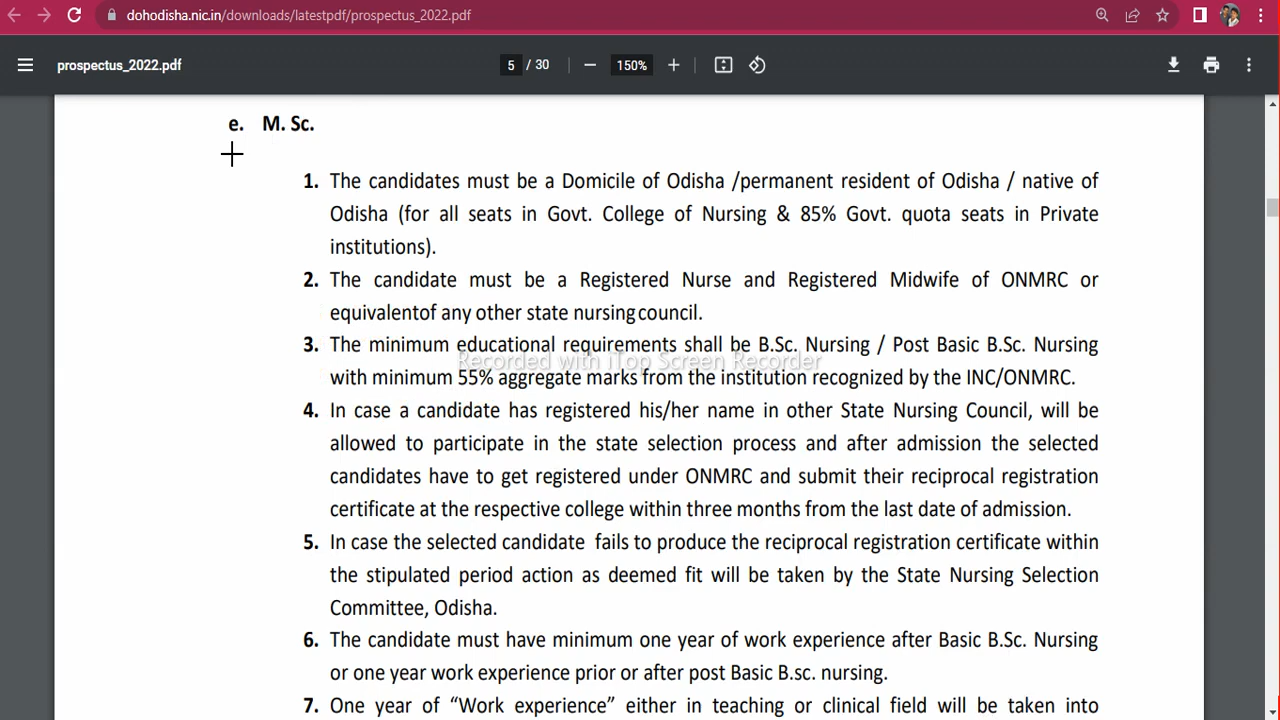 dohodisha.nic.in/downloads/latestpdf/prospectus_2022.pdf
prospectus_2022.pdf
5 / 30
150%
e. M. Sc.
1. The candidates must be a Domicile of Odisha /permanent resident of Odisha / native of
Odisha (for all seats in Govt. College of Nursing & 85% Govt. quota seats in Private
institutions).
2. The candidate must be a Registered Nurse and Registered Midwife of ONMRC or
equivalentof any other state nursing council.
3. The minimum educational requirements shall be B.Sc. Nursing / Post Basic B.Sc. Nursing
Recorded with iTop Screen Recorder
with minimum 55% aggregate marks from the institution recognized by the INC/ONMRC.
4. In case a candidate has registered his/her name in other State Nursing Council, will be
allowed to participate in the state selection process and after admission the selected
candidates have to get registered under ONMRC and submit their reciprocal registration
certificate at the respective college within three months from the last date of admission.
5. In case the selected candidate fails to produce the reciprocal registration certificate within
the stipulated period action as deemed fit will be taken by the State Nursing Selection
Committee, Odisha.
6. The candidate must have minimum one year of work experience after Basic B.Sc. Nursing
or one year work experience prior or after post Basic B.sc. nursing.
7. One year of “Work experience” either in teaching or clinical field will be taken into